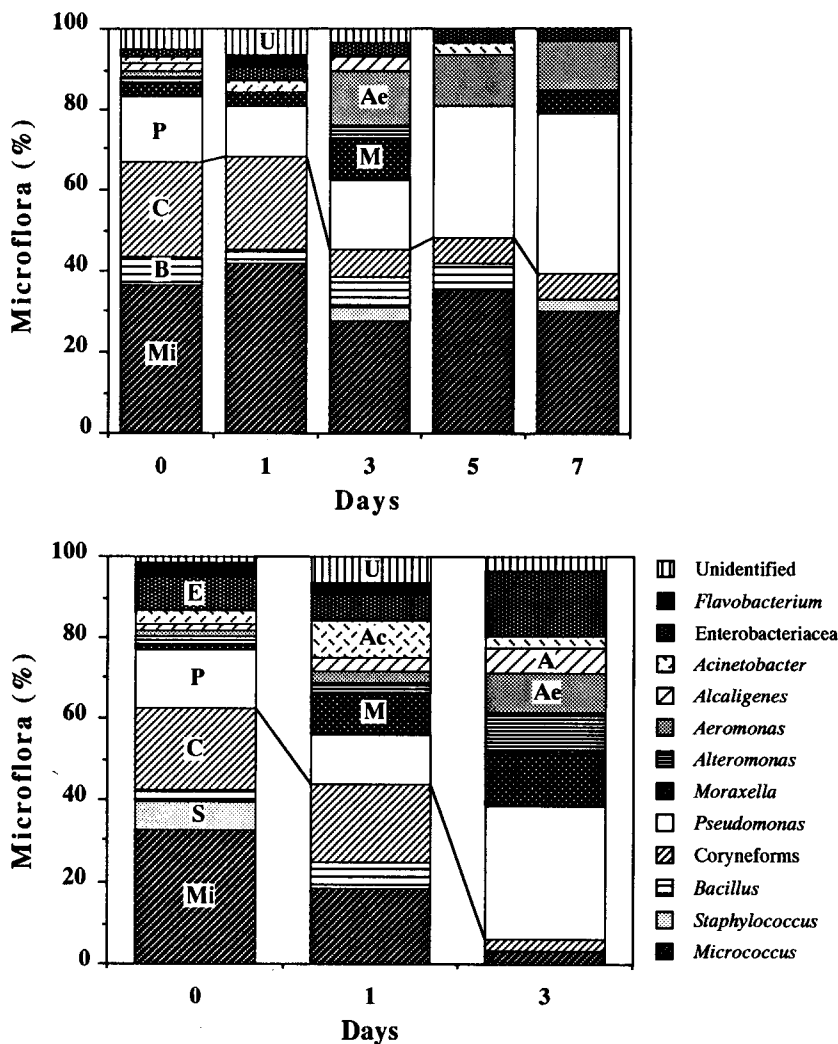 100
80
60
40
20
0
Microflora (%)
U
Ae
P
M
C
B
Mi
0 1 3 5 7
Days
100
80
60
40
20
0
Microflora (%)
U
E
Ac
A
Ae
P
M
C
S
Mi
0 1 3
Days
Unidentified
Flavobacterium
Enterobacteriacea
Acinetobacter
Alcaligenes
Aeromonas
Alteromonas
Moraxella
Pseudomonas
Coryneforms
Bacillus
Staphylococcus
Micrococcus